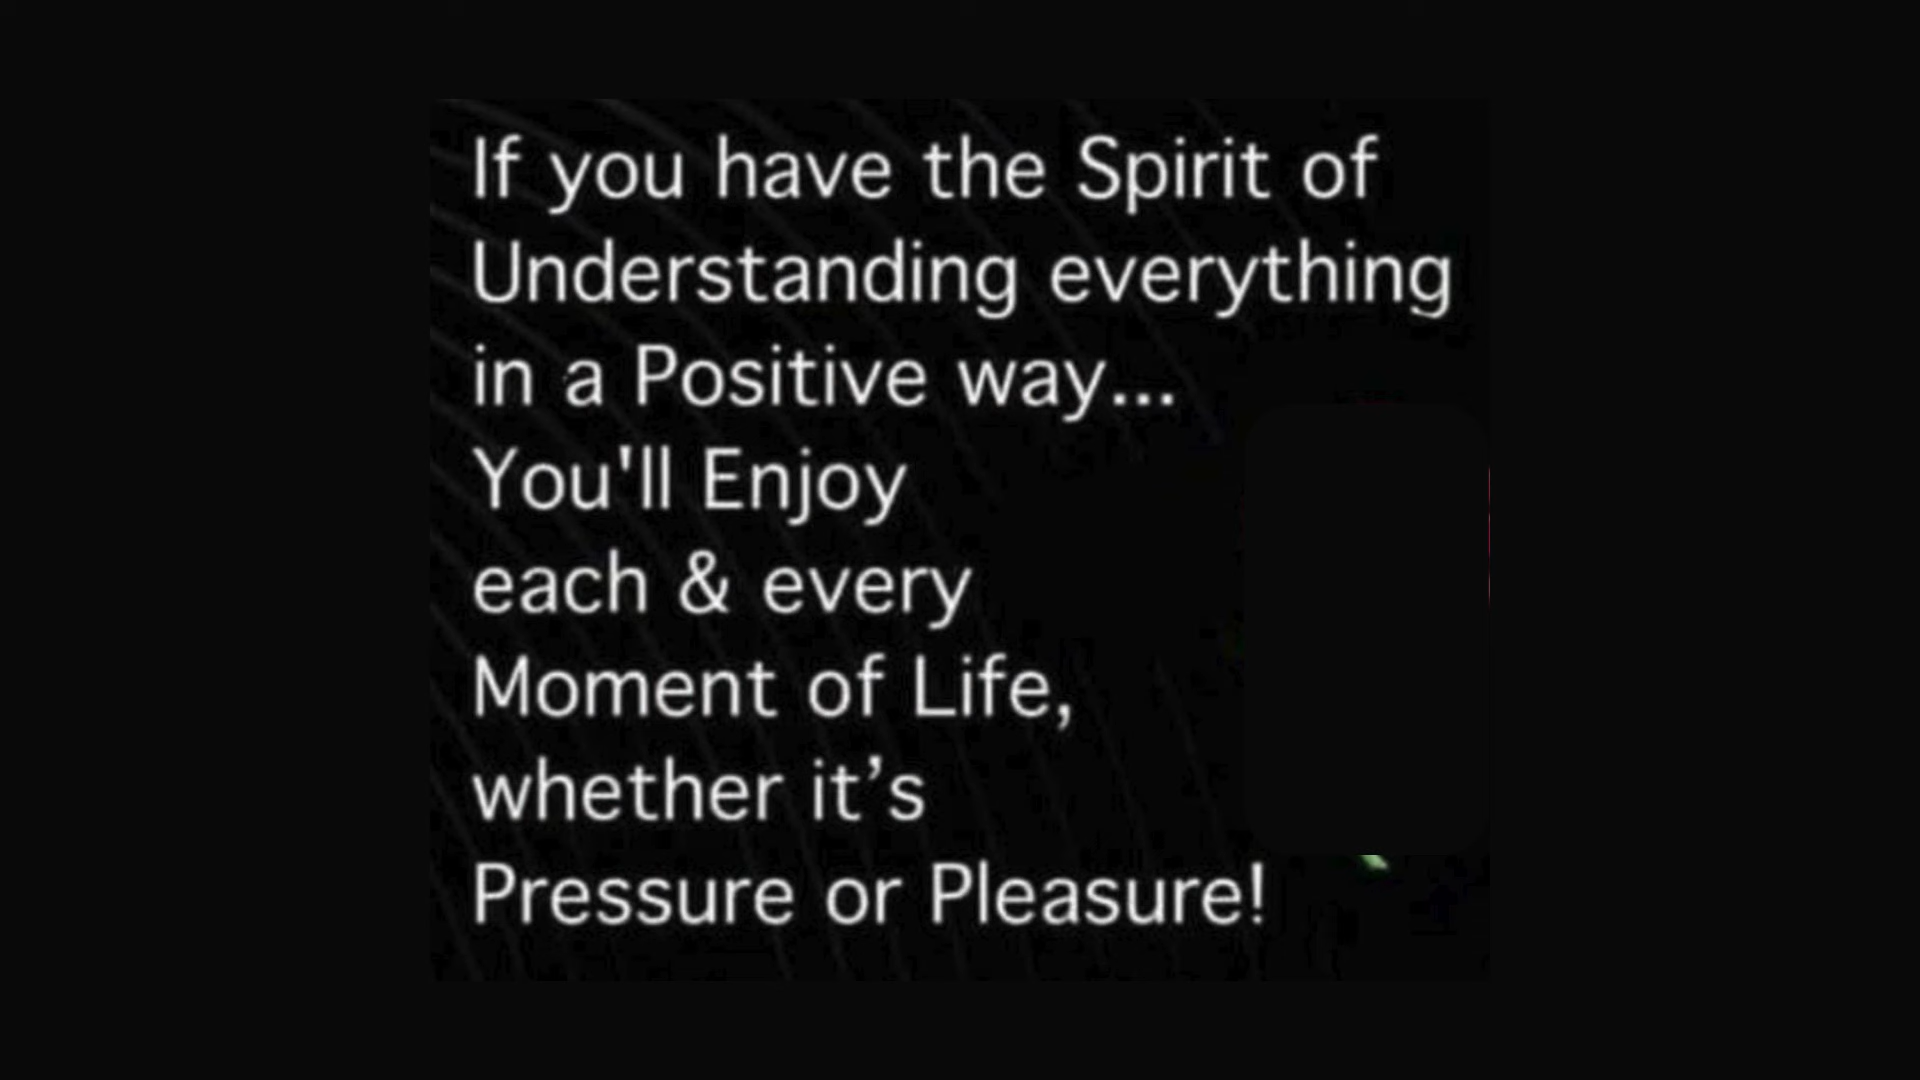 If you have the Spirit of
Understanding everything
in a Positive way...
You'll Enjoy
each & every
Moment of Life,
whether it’s
Pressure or Pleasure!